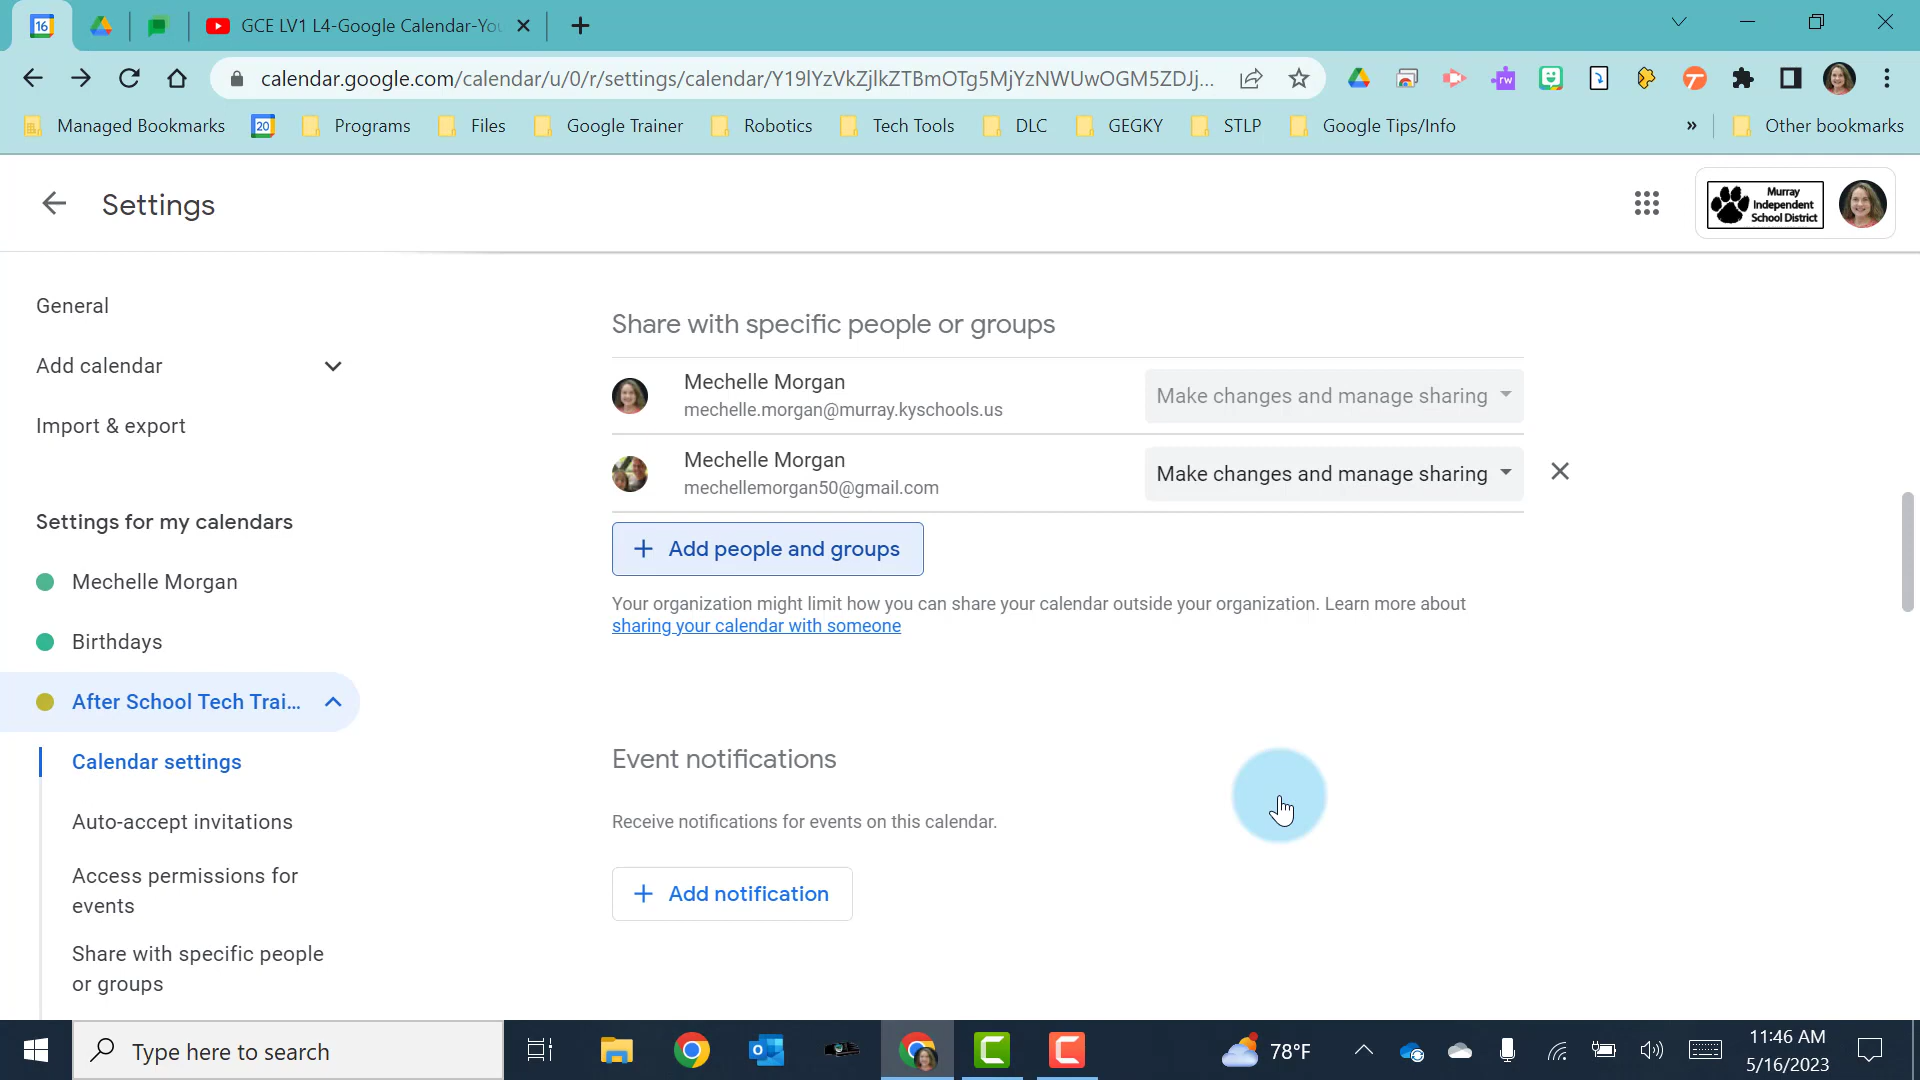 GCE LV1 L4-Google Calendar-You
calendar.google.com/calendar/u/0/r/settings/calendar/Y19lYzVkZjlkZTBmOTg5MjYzNWUwOGM5ZDJj...
Managed Bookmarks
20
Programs
Files
Google Trainer
Robotics
Tech Tools
DLC
GEGKY
STLP
Google Tips/Info
»
Other bookmarks
Settings
Murray
Independent
School District
General
Add calendar
Import & export
Settings for my calendars
Mechelle Morgan
Birthdays
After School Tech Trai...
Calendar settings
Auto-accept invitations
Access permissions for
events
Share with specific people
or groups
Share with specific people or groups
Mechelle Morgan
mechelle.morgan@murray.kyschools.us
Make changes and manage sharing
Mechelle Morgan
mechellemorgan50@gmail.com
Make changes and manage sharing
+ Add people and groups
Your organization might limit how you can share your calendar outside your organization. Learn more about
sharing your calendar with someone
Event notifications
Receive notifications for events on this calendar.
+ Add notification
Type here to search
78°F
11:46 AM
5/16/2023